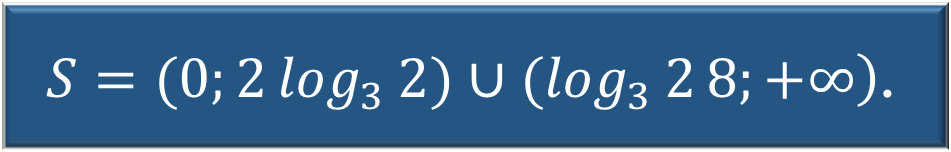 S = (0; 2 log₃ 2) ∪ (log₃ 2 8; +∞).